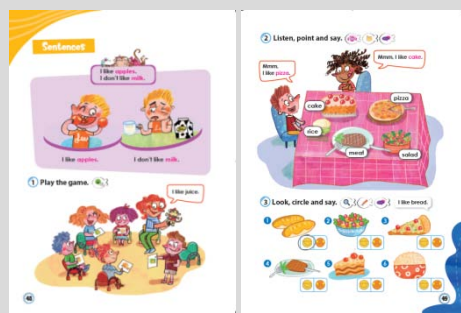 Sentences
I like apples.
I don't like milk.
I like apples.
I don't like milk.
1 Play the game.
I like juice.
48
2 Listen, point and say.
Mmm, I like cake.
Mmm,
I like pizza.
cake
pizza
rice
meat
salad
3 Look, circle and say.
I like bread.
1
2
3
4
5
6
49